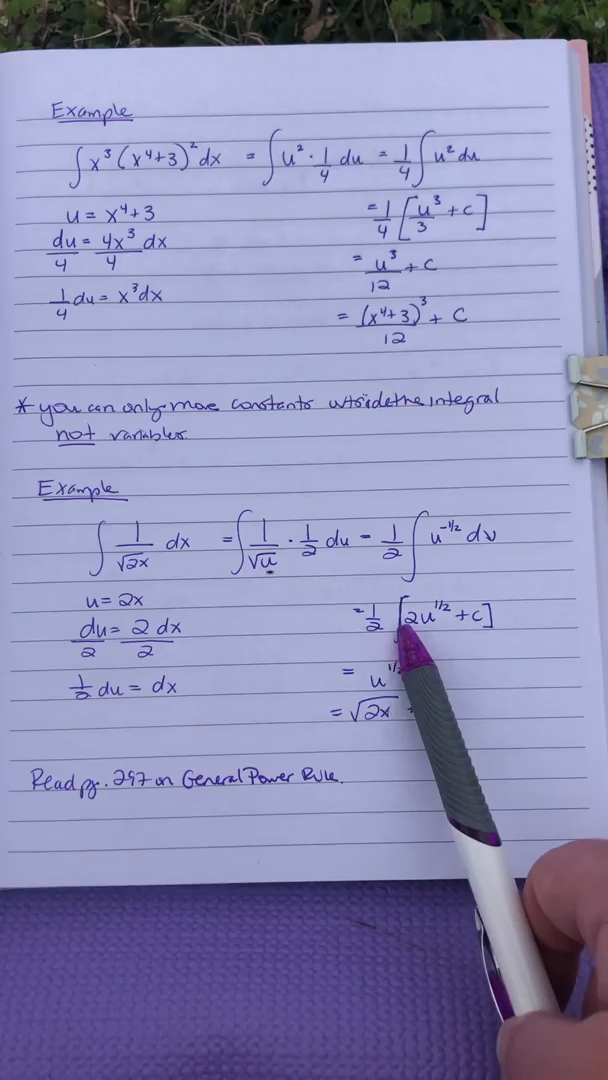 Example
∫x³(x⁴+3)²dx = ∫u²·1/4 du = 1/4 ∫u²du
u = x⁴+3
du/4 = 4x³/4 dx
1/4 du = x³dx
= 1/4 [u³/3 + c]
= u³/12 + c
= (x⁴+3)³/12 + C
* you can only move constants outside the integral
not variables.
Example
∫ 1/√2x dx = ∫ 1/√u · 1/2 du = 1/2 ∫ u^-1/2 du
u = 2x
du/2 = 2 dx/2
1/2 du = dx
= 1/2 [2u^1/2 + c]
= u
= √2x
Read pg. 297 on General Power Rule.